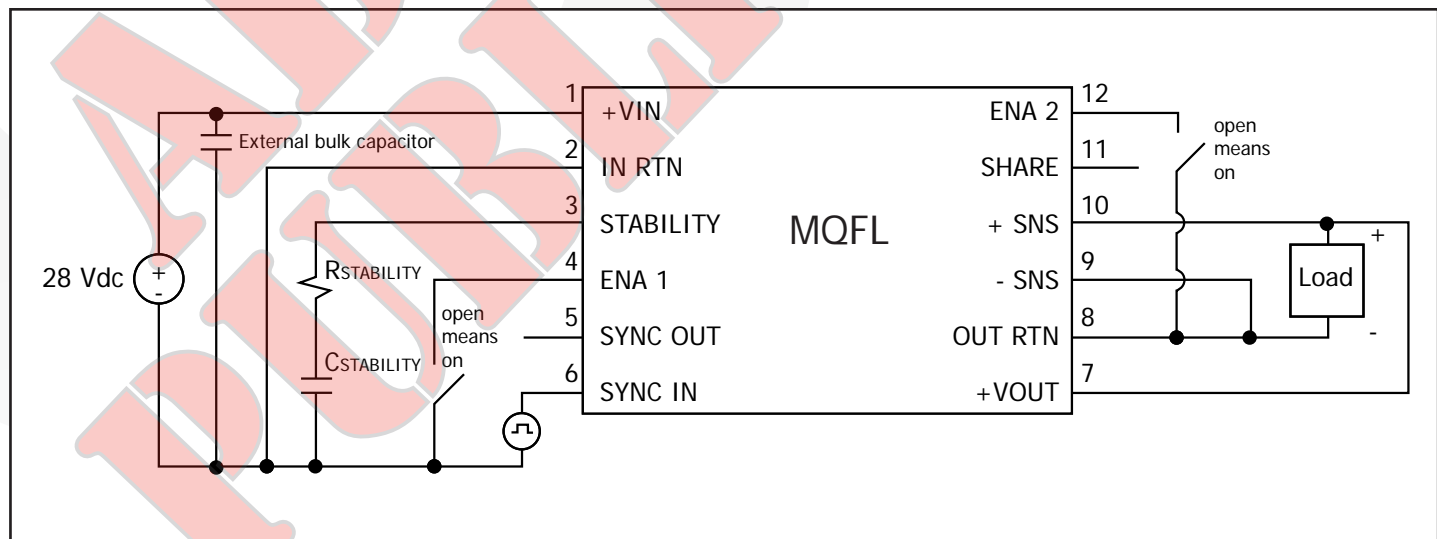 1
+VIN
External bulk capacitor
2
IN RTN
3
STABILITY
RSTABILITY
CSTABILITY
4
ENA 1
open
means
on
5
SYNC OUT
6
SYNC IN
28 Vdc
+
-
MQFL
12
ENA 2
open
means
on
11
SHARE
10
+ SNS
9
- SNS
8
OUT RTN
7
+VOUT
Load
+
-